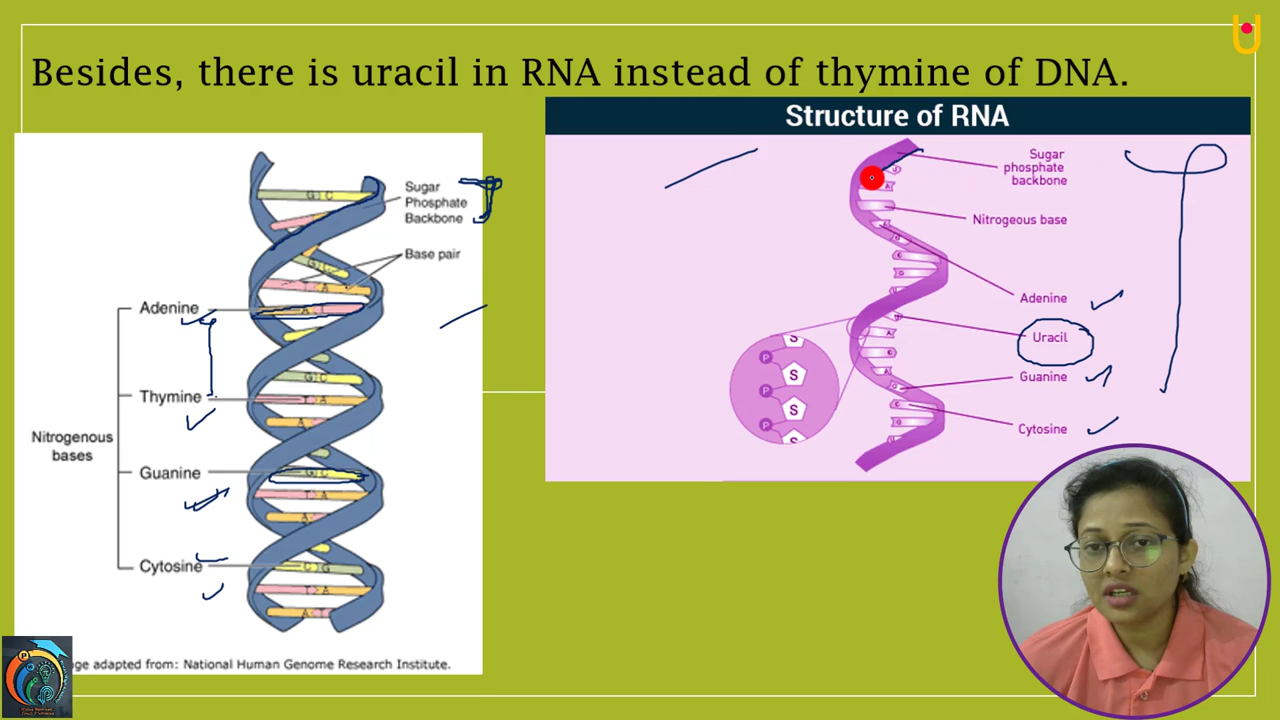 Besides, there is uracil in RNA instead of thymine of DNA.
Structure of RNA
Sugar
Phosphate
Backbone
Base pair
Adenine
Thymine
Nitrogenous
bases
Guanine
Cytosine
age adapted from: National Human Genome Research Institute.
Sugar
phosphate
backbone
Nitrogeous base
Adenine
Uracil
Guanine
Cytosine
S
P
S
P
S
P
S
G C
G C
A
A T
G C
T A
A
G C
T A
A
C G
T A
A